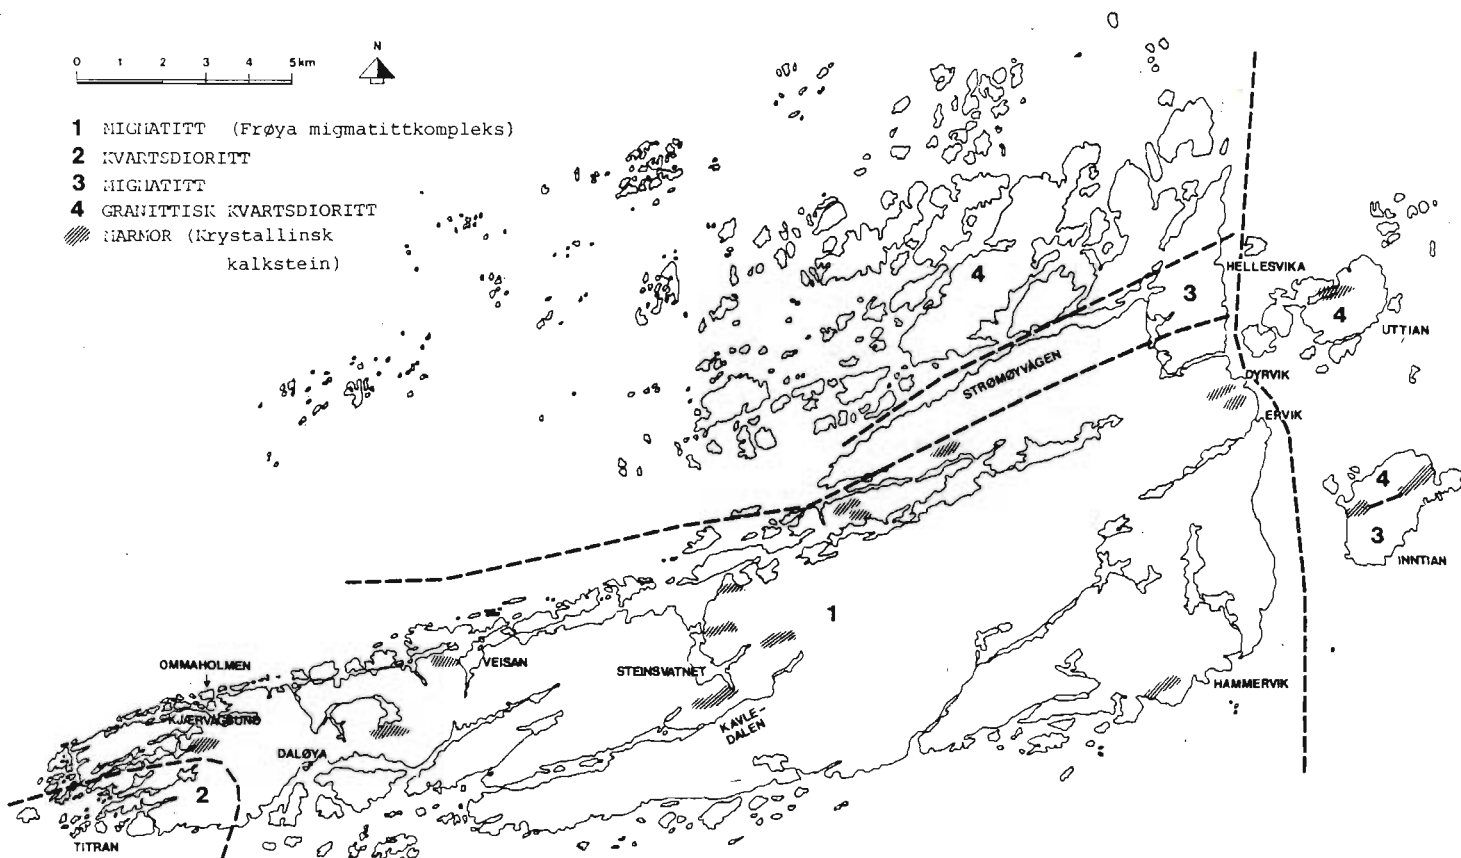 0 1 2 3 4 5 km
N
1 MIGMATITT (Frøya migmatittkompleks)
2 KVARTSDIORITT
3 MIGMATITT
4 GRANITTISK KVARTSDIORITT
MARMOR (Krystallinsk
kalkstein)
4
HELLESVIKA
3
4
UTTIAN
STRØMØYVÅGEN
DYRVIK
ERVIK
4
3
INNTIAN
1
OMMAHOLMEN
VEISAN
STEINSVATNET
HAMMERVIK
KJÆRVÅGSUND
KAVLE-
DALEN
DALØYA
2
TITRAN